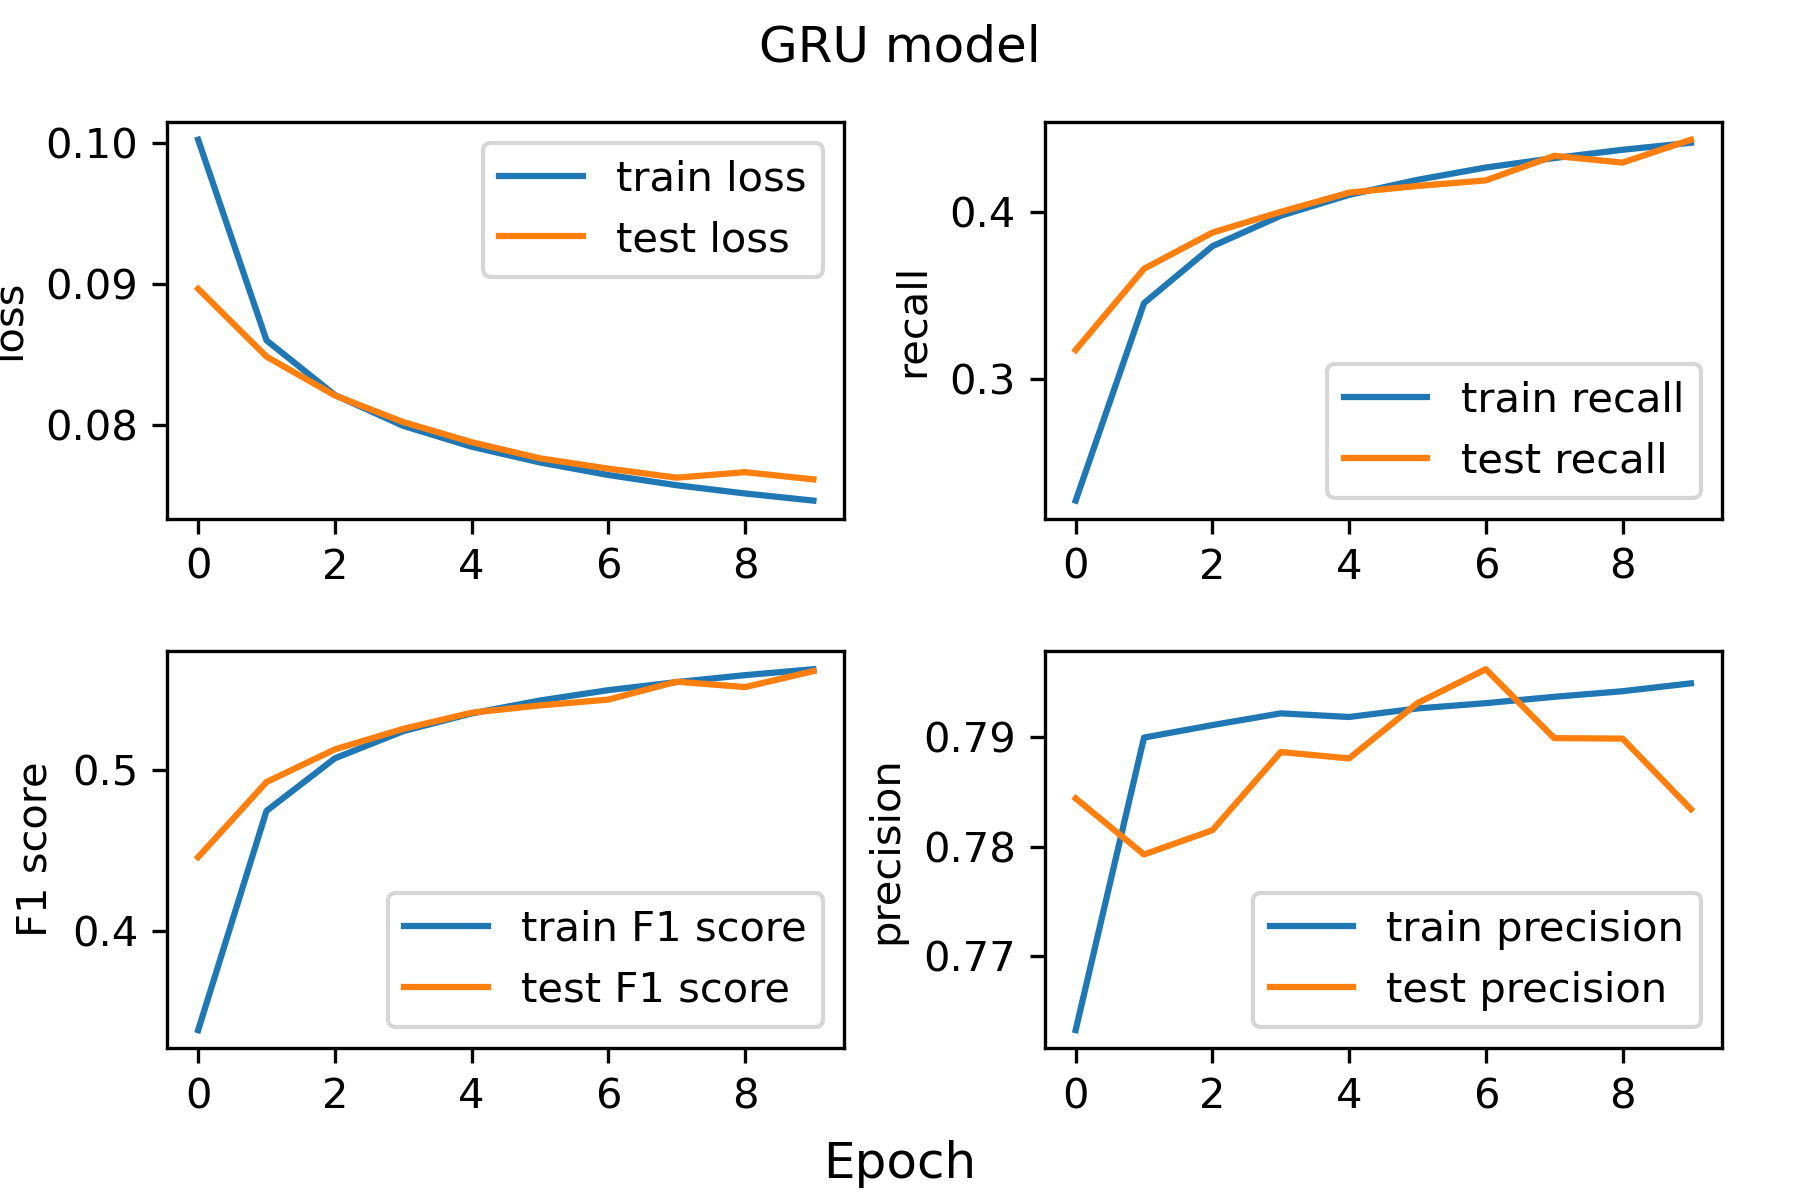 GRU model
loss
0.10
0.09
0.08
train loss
test loss
0 2 4 6 8
recall
0.4
0.3
train recall
test recall
0 2 4 6 8
F1 score
0.5
0.4
train F1 score
test F1 score
0 2 4 6 8
precision
0.79
0.78
0.77
train precision
test precision
0 2 4 6 8
Epoch